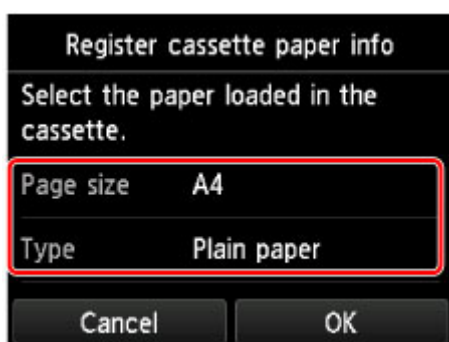 Register cassette paper info
Select the paper loaded in the
cassette.
Page size A4
Type Plain paper
Cancel OK